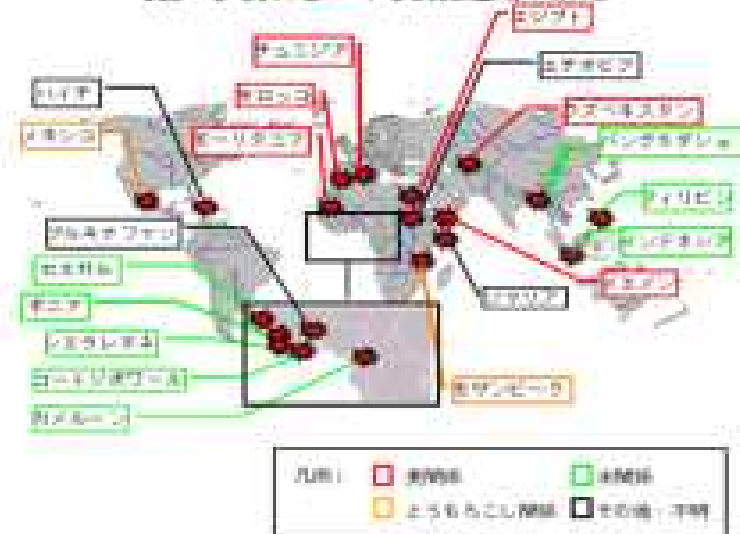 エジプト
チュニジア
エチオピア
ハイチ
モロッコ
ウズベキスタン
メキシコ
モーリタニア
バングラデシュ
フィリピン
ブルキナファソ
インドネシア
セネガル
イエメン
ギニア
ソマリア
シエラレオネ
コートジボワール
モザンビーク
カメルーン
凡例：
麦関係
米関係
とうもろこし関係
その他・不明